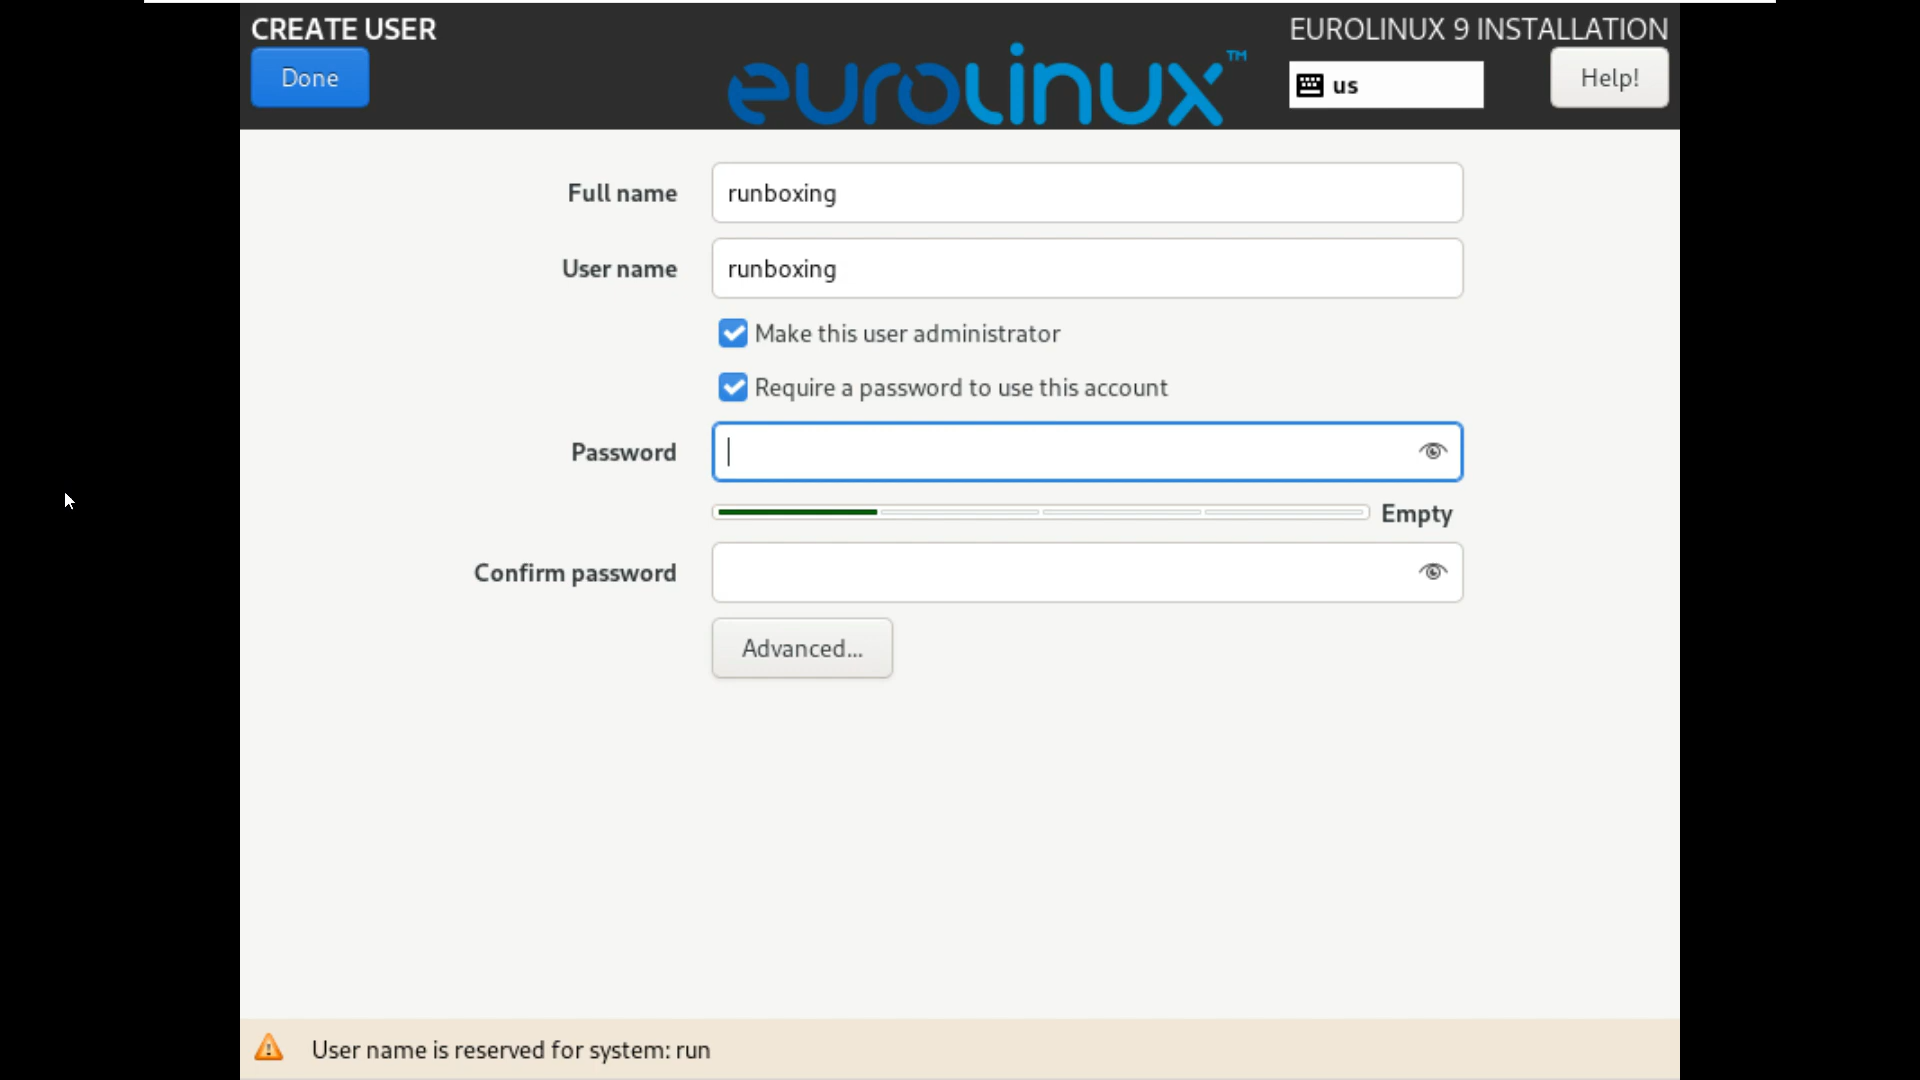 CREATE USER
EUROLINUX 9 INSTALLATION
Done
eurolinux™
us
Help!
Full name
runboxing
User name
runboxing
Make this user administrator
Require a password to use this account
Password
Empty
Confirm password
Advanced...
User name is reserved for system: run